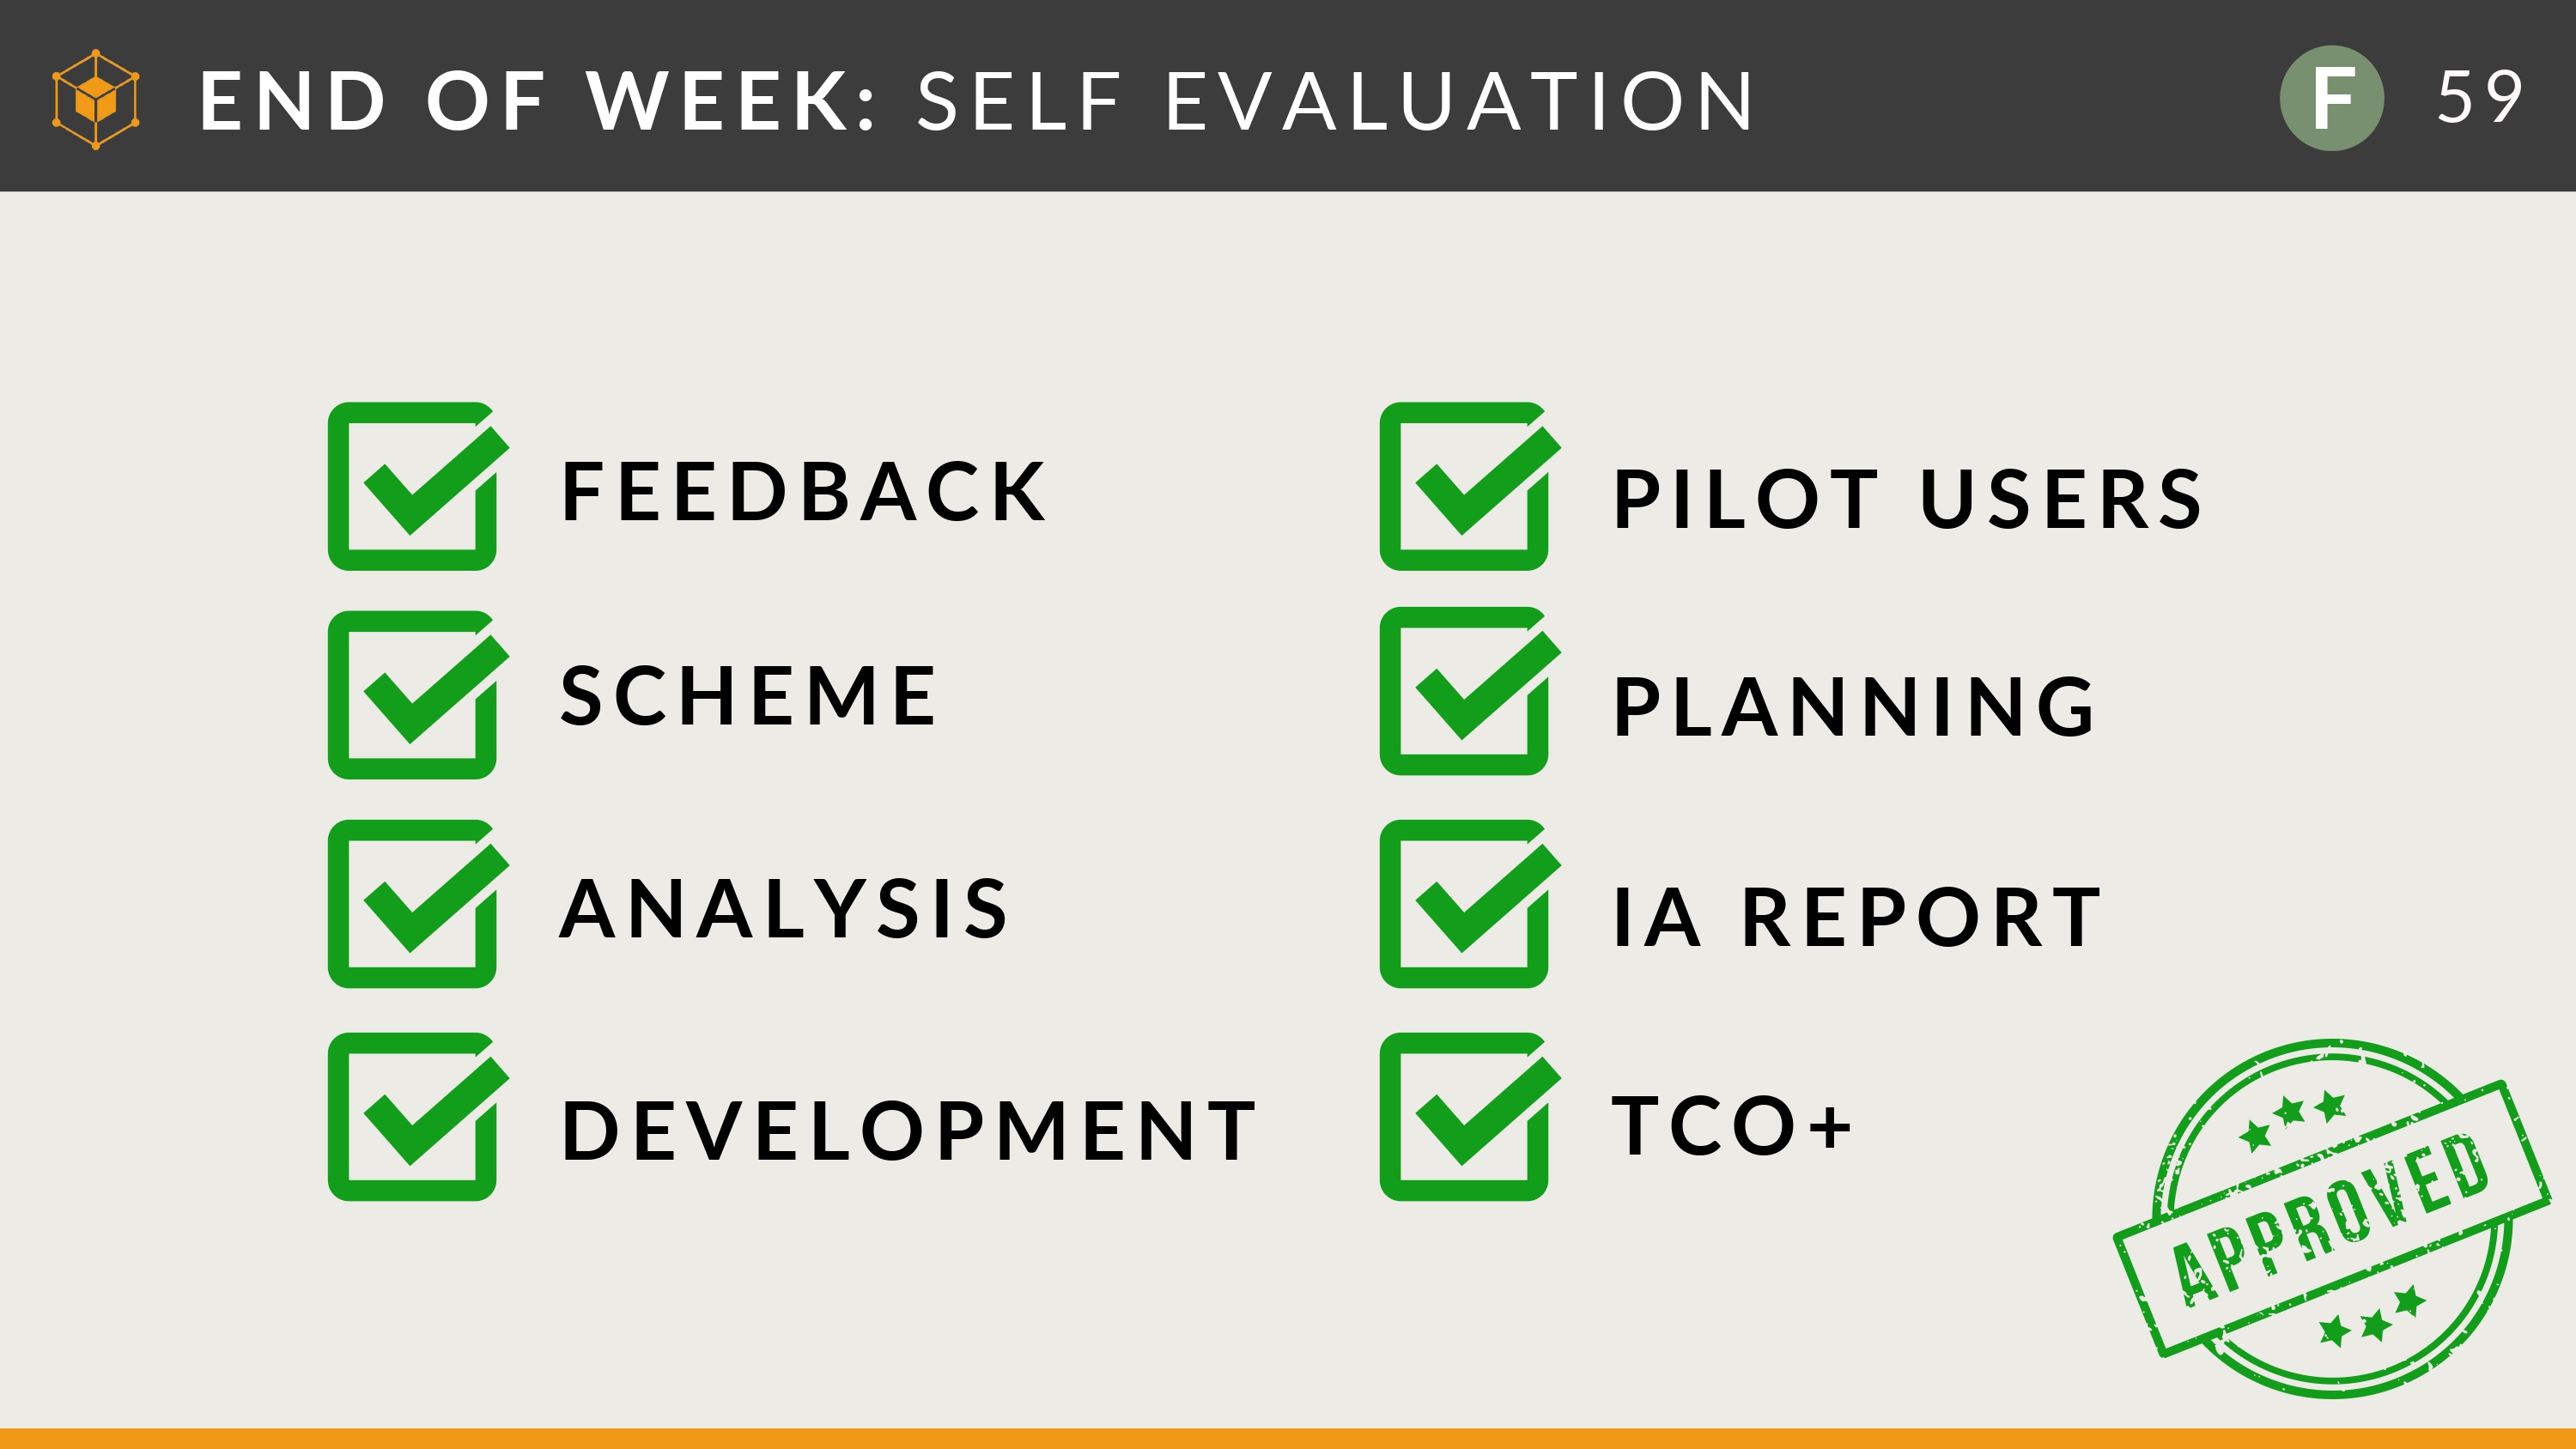 END OF WEEK: SELF EVALUATION
F 59
FEEDBACK
SCHEME
ANALYSIS
DEVELOPMENT
PILOT USERS
PLANNING
IA REPORT
TCO+
APPROVED